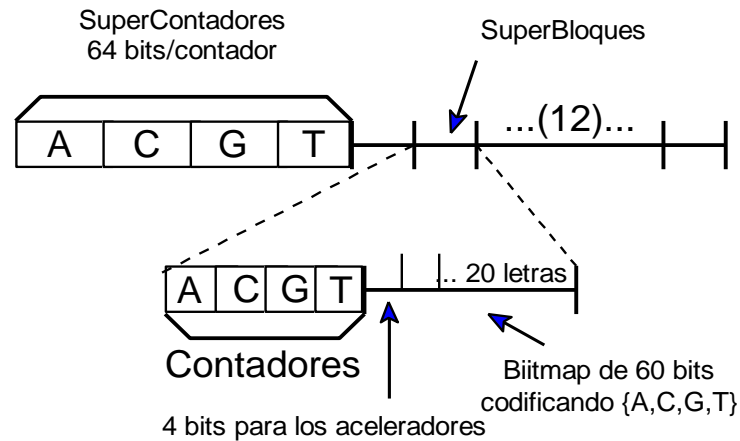 SuperContadores
64 bits/contador
SuperBloques
A C G T
...(12)...
A C G T
... 20 letras
Contadores
Biitmap de 60 bits
codificando {A,C,G,T}
4 bits para los aceleradores